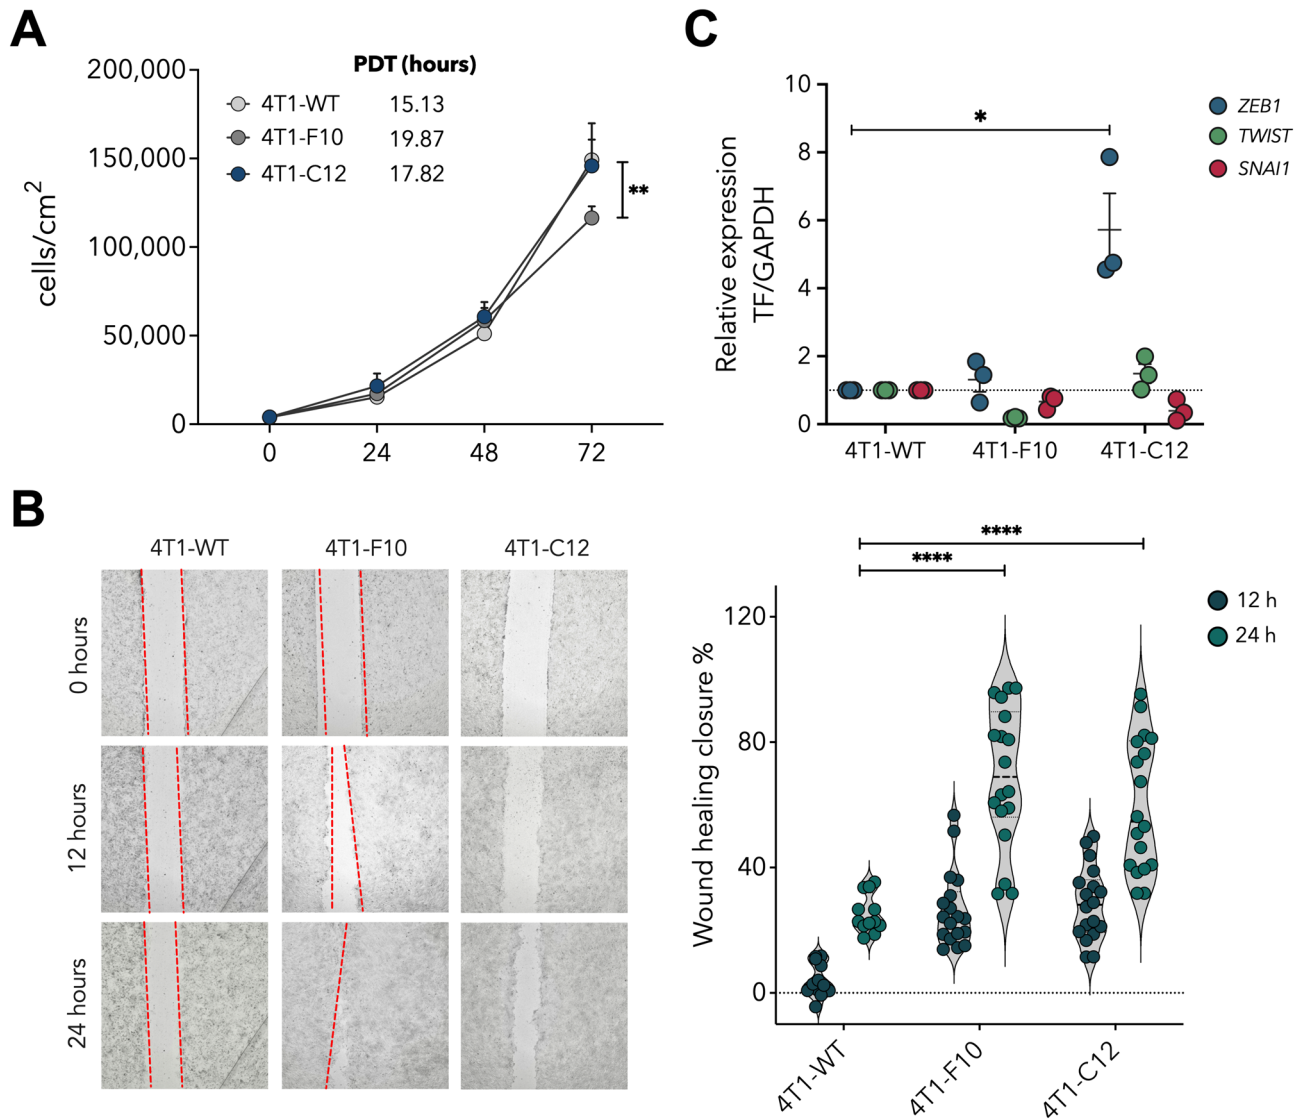 A
PDT (hours)
4T1-WT 15.13
4T1-F10 19.87
4T1-C12 17.82
200,000
150,000
100,000
50,000
0
cells/cm2
0 24 48 72
**
C
10
8
6
4
2
0
Relative expression
TF/GAPDH
*
ZEB1
TWIST
SNAI1
4T1-WT 4T1-F10 4T1-C12
B
4T1-WT 4T1-F10 4T1-C12
0 hours
12 hours
24 hours
****
****
120
80
40
0
Wound healing closure %
12 h
24 h
4T1-WT 4T1-F10 4T1-C12